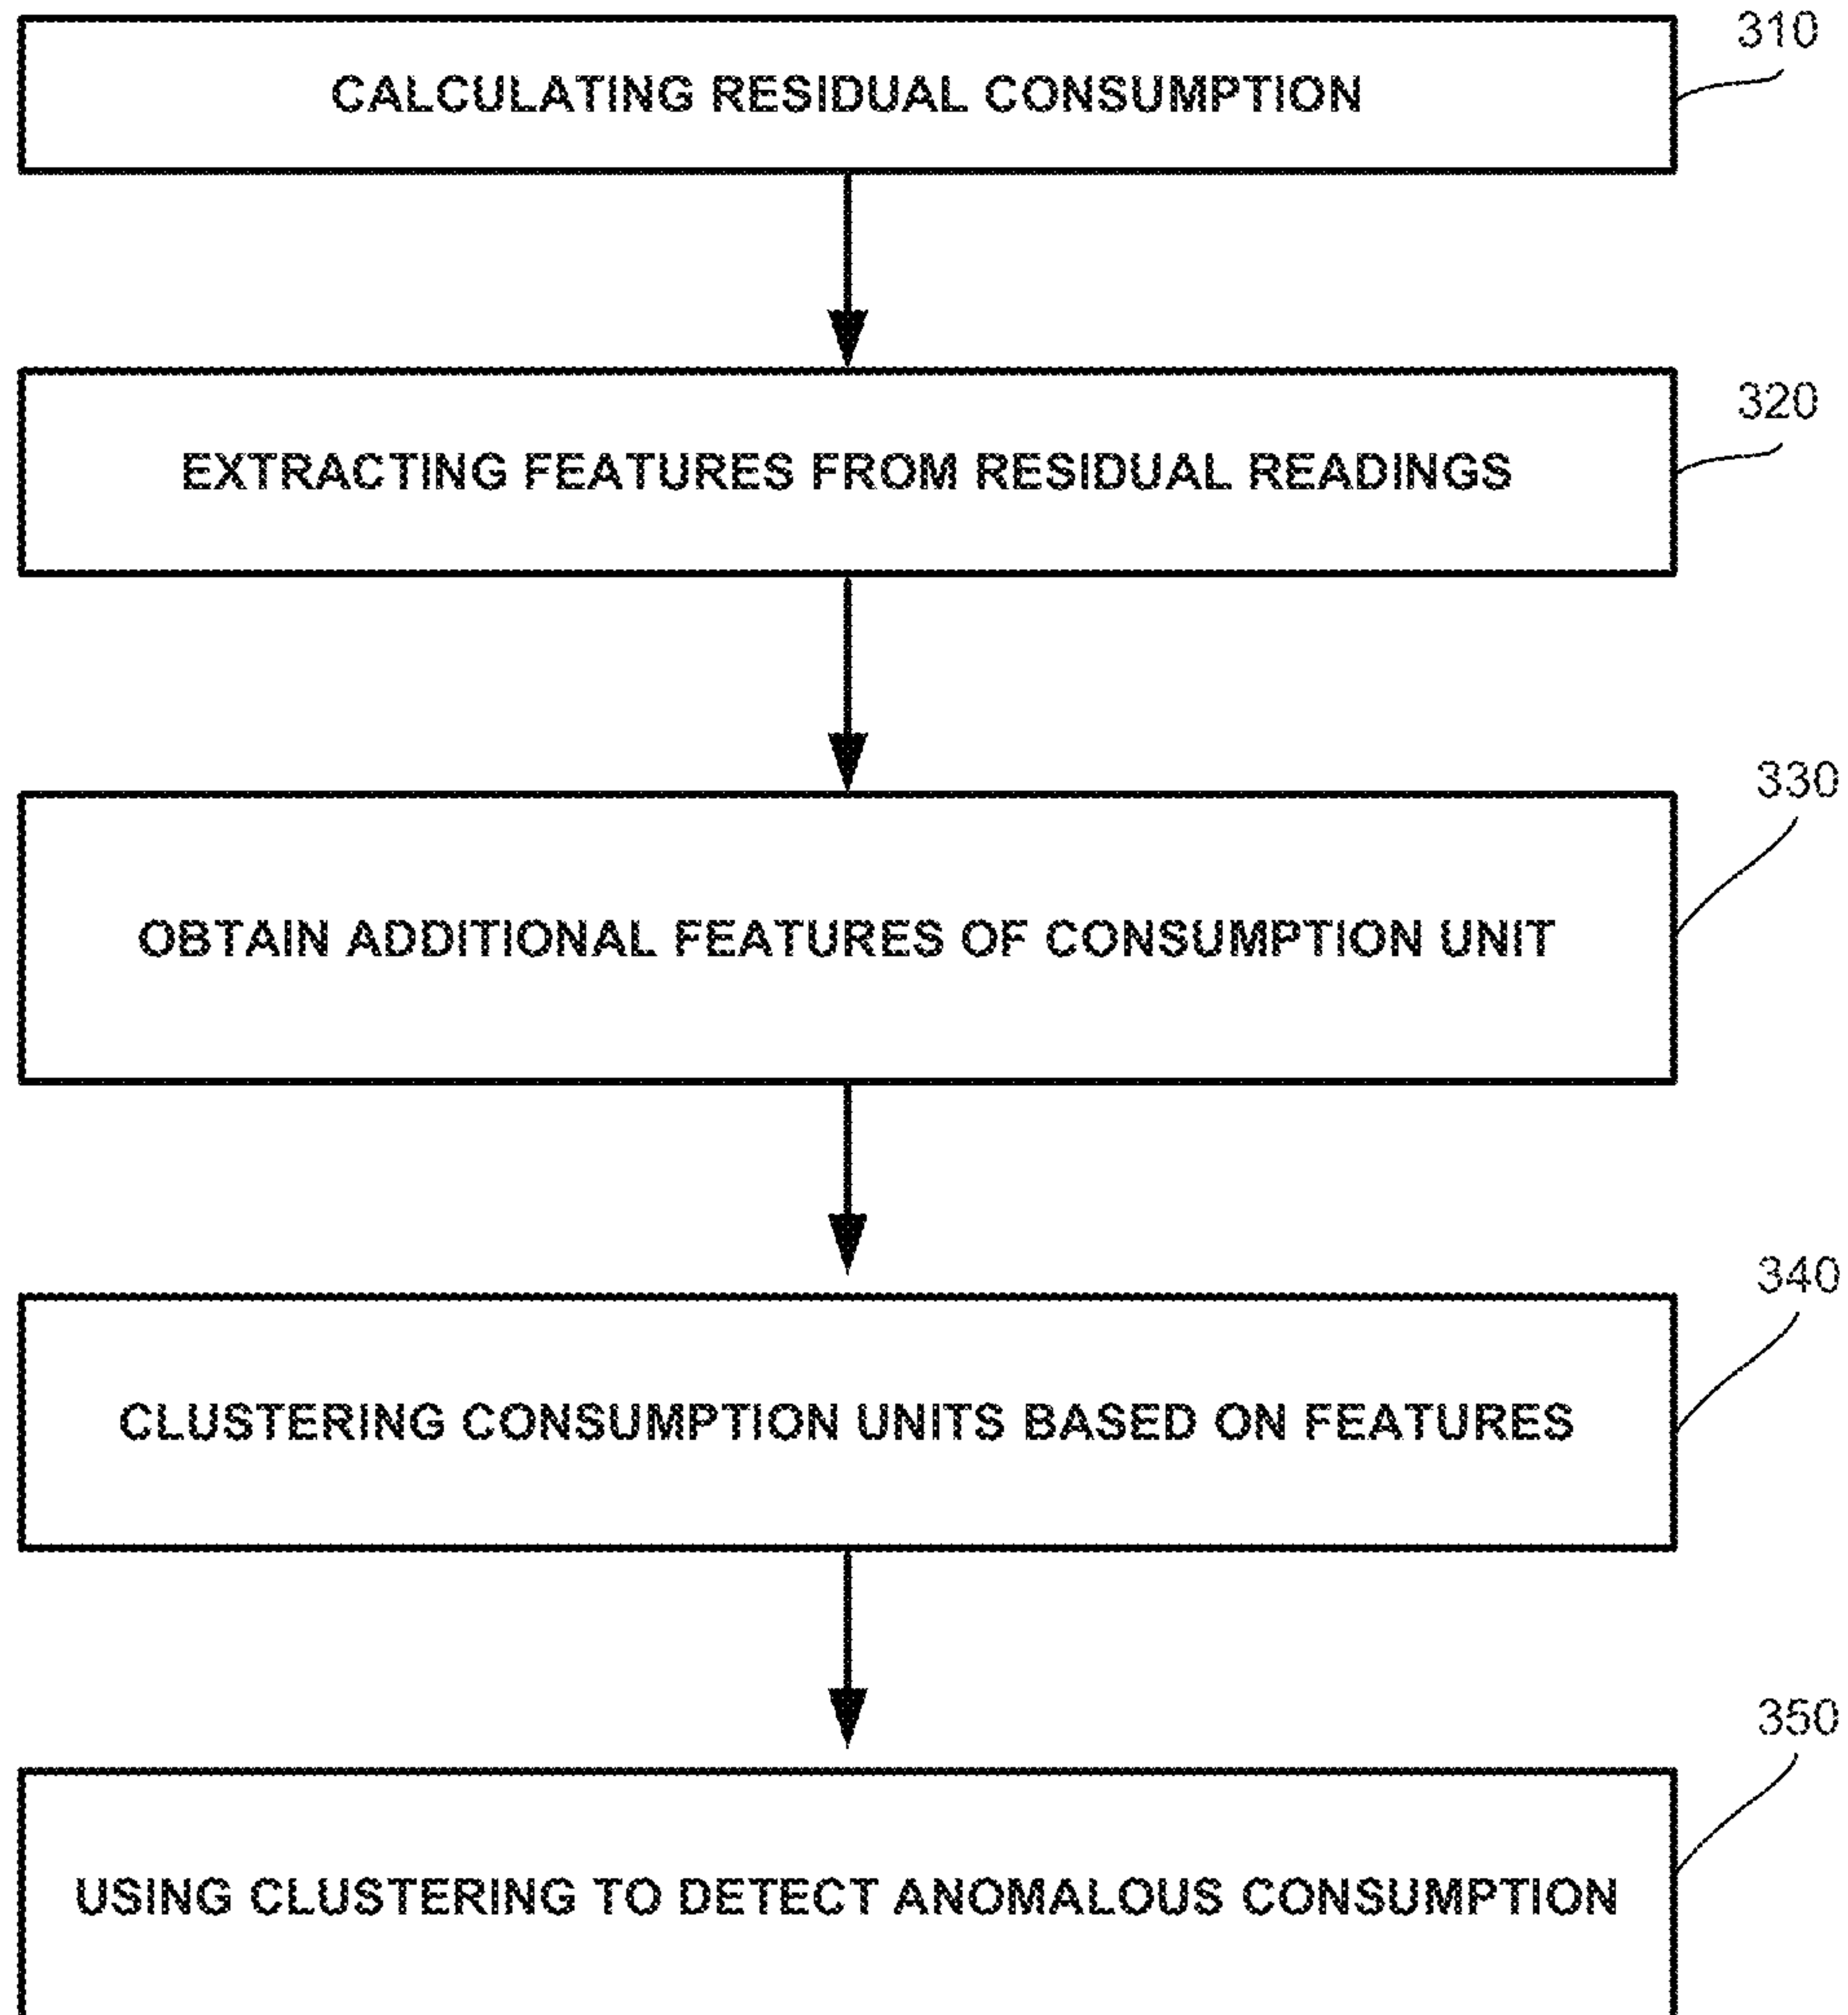 310
CALCULATING RESIDUAL CONSUMPTION
320
EXTRACTING FEATURES FROM RESIDUAL READINGS
330
OBTAIN ADDITIONAL FEATURES OF CONSUMPTION UNIT
340
CLUSTERING CONSUMPTION UNITS BASED ON FEATURES
350
USING CLUSTERING TO DETECT ANOMALOUS CONSUMPTION